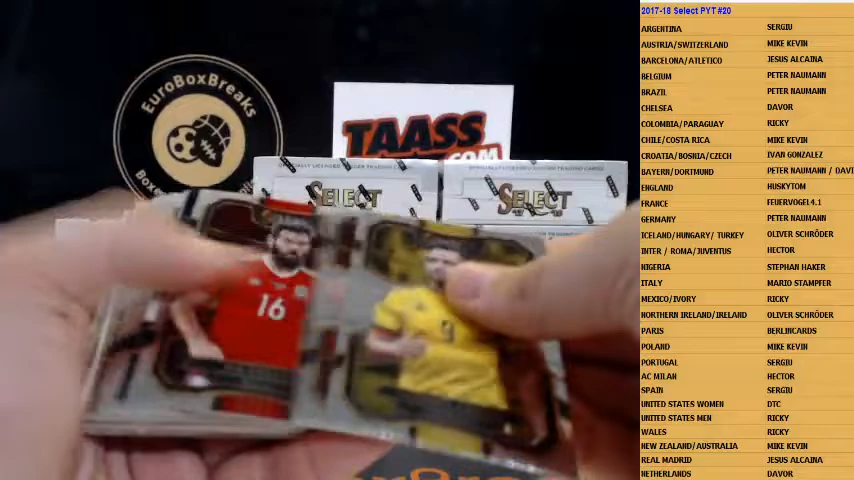 2017-18 Select PYT #20
ARGENTINA SERGIU
AUSTRIA/SWITZERLAND MIKE KEVIN
BARCELONA/ATLETICO JESUS ALCAINA
BELGIUM PETER NAUMANN
BRAZIL PETER NAUMANN
CHELSEA DAVOR
COLOMBIA/PARAGUAY RICKY
CHILE/COSTA RICA MIKE KEVIN
CROATIA/BOSNIA/CZECH IVAN GONZALEZ
BAYERN/DORTMUND PETER NAUMANN / DAVI
ENGLAND HUSKYTOM
FRANCE FEUERVOGEL4.1
GERMANY PETER NAUMANN
ICELAND/HUNGARY/ TURKEY OLIVER SCHRÖDER
INTER / ROMA/JUVENTUS HECTOR
NIGERIA STEPHAN HAKER
ITALY MARIO STAMPFER
MEXICO/IVORY RICKY
NORTHERN IRELAND/IRELAND OLIVER SCHRÖDER
PARIS BERLINCARDS
POLAND MIKE KEVIN
PORTUGAL SERGIU
AC MILAN HECTOR
SPAIN SERGIU
UNITED STATES WOMEN DTC
UNITED STATES MEN RICKY
WALES RICKY
NEW ZEALAND/AUSTRALIA MIKE KEVIN
REAL MADRID JESUS ALCAINA
NETHERLANDS DAVOR
EuroBoxBreaks
TAASS
.COM
SELECT
SELECT
16